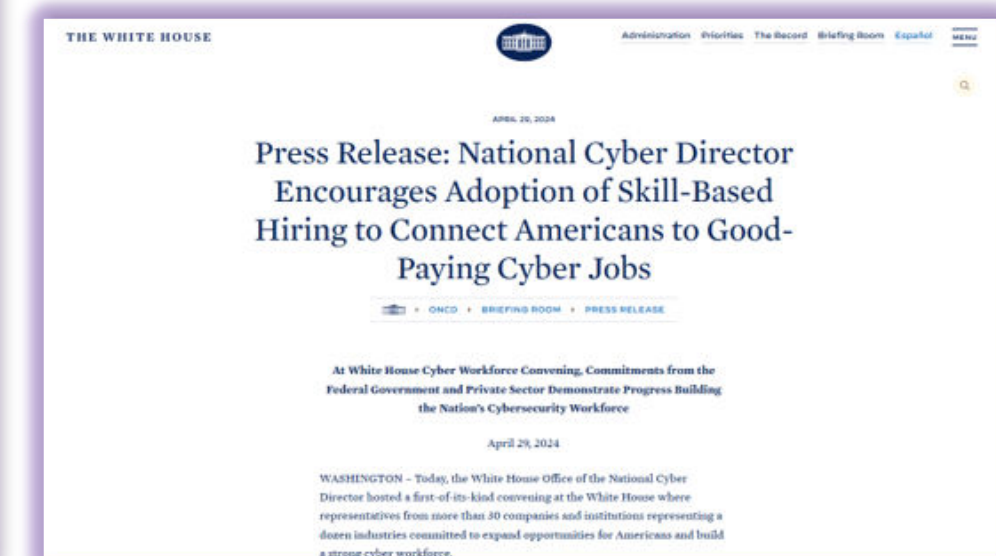 THE WHITE HOUSE
Administration Priorities The Record Briefing Room Español MENU
APRIL 29, 2024
Press Release: National Cyber Director
Encourages Adoption of Skill-Based
Hiring to Connect Americans to Good-
Paying Cyber Jobs
ONCD BRIEFING ROOM PRESS RELEASE
At White House Cyber Workforce Convening, Commitments from the
Federal Government and Private Sector Demonstrate Progress Building
the Nation's Cybersecurity Workforce
April 29, 2024
WASHINGTON – Today, the White House Office of the National Cyber
Director hosted a first-of-its-kind convening at the White House where
representatives from more than 30 companies and institutions representing a
dozen industries committed to expand opportunities for Americans and build
a strong cyber workforce.